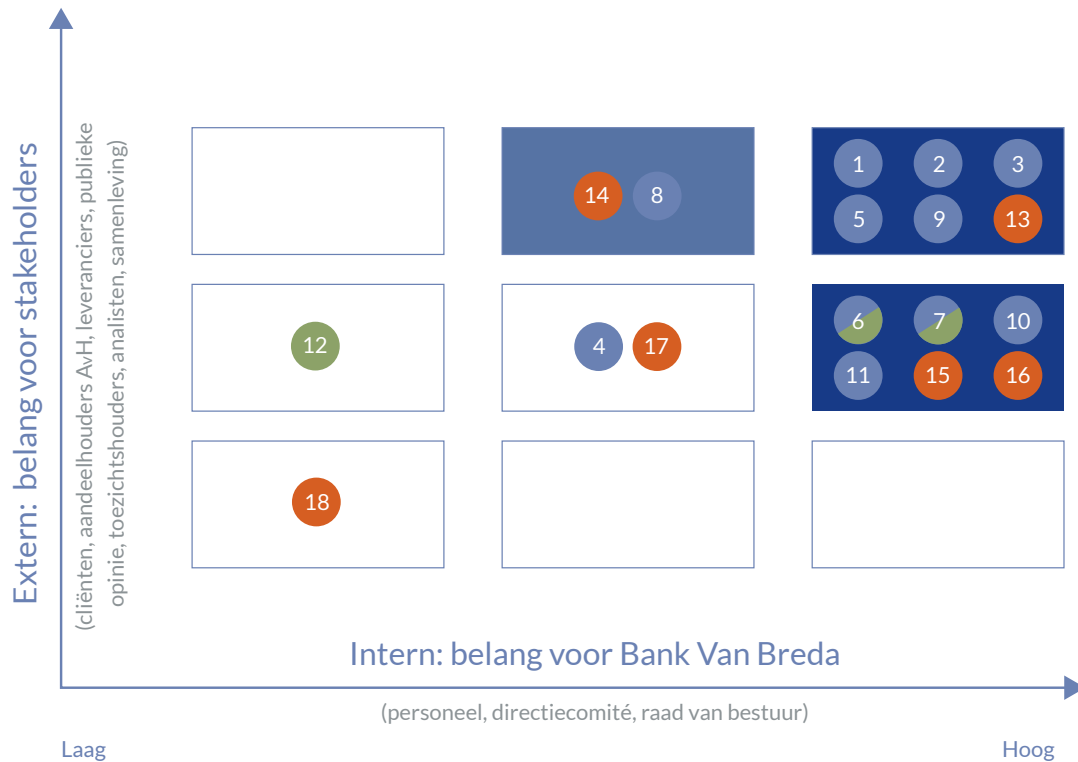 Extern: belang voor stakeholders
(cliënten, aandeelhouders AvH, leveranciers, publieke
opinie, toezichtshouders, analisten, samenleving)
14 8
1 2 3
5 9 13
12
4 17
6 7 10
11 15 16
18
Intern: belang voor Bank Van Breda
(personeel, directiecomité, raad van bestuur)
Laag
Hoog